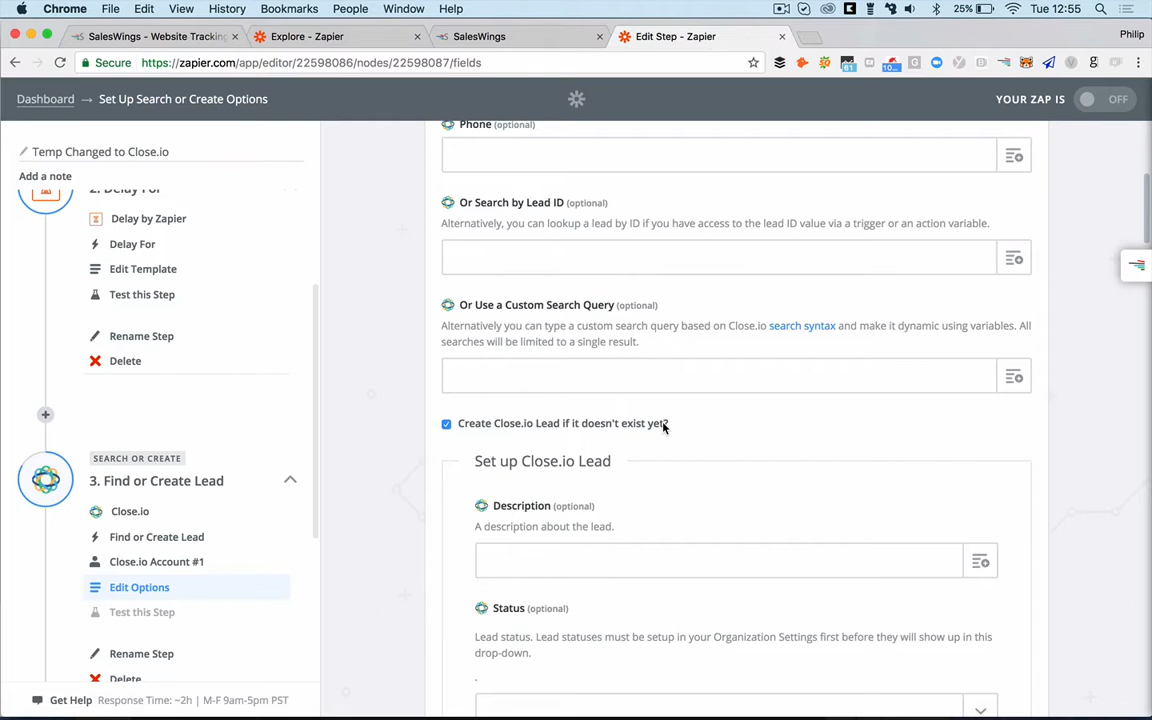 Chrome File Edit View History Bookmarks People Window Help 25% Tue 12:55
SalesWings - Website Tracking × Explore - Zapier × SalesWings × Edit Step - Zapier × Philip
Secure https://zapier.com/app/editor/22598086/nodes/22598087/fields
Dashboard → Set Up Search or Create Options YOUR ZAP IS OFF
Temp Changed to Close.io
Add a note
2. Delay For
Delay by Zapier
Delay For
Edit Template
Test this Step
Rename Step
Delete
SEARCH OR CREATE
3. Find or Create Lead
Close.io
Find or Create Lead
Close.io Account #1
Edit Options
Test this Step
Rename Step
Delete
Get Help Response Time: ~2h | M-F 9am-5pm PST
Phone (optional)
Or Search by Lead ID (optional)
Alternatively, you can lookup a lead by ID if you have access to the lead ID value via a trigger or an action variable.
Or Use a Custom Search Query (optional)
Alternatively you can type a custom search query based on Close.io search syntax and make it dynamic using variables. All
searches will be limited to a single result.
Create Close.io Lead if it doesn't exist yet?
Set up Close.io Lead
Description (optional)
A description about the lead.
Status (optional)
Lead status. Lead statuses must be setup in your Organization Settings first before they will show up in this
drop-down.
.